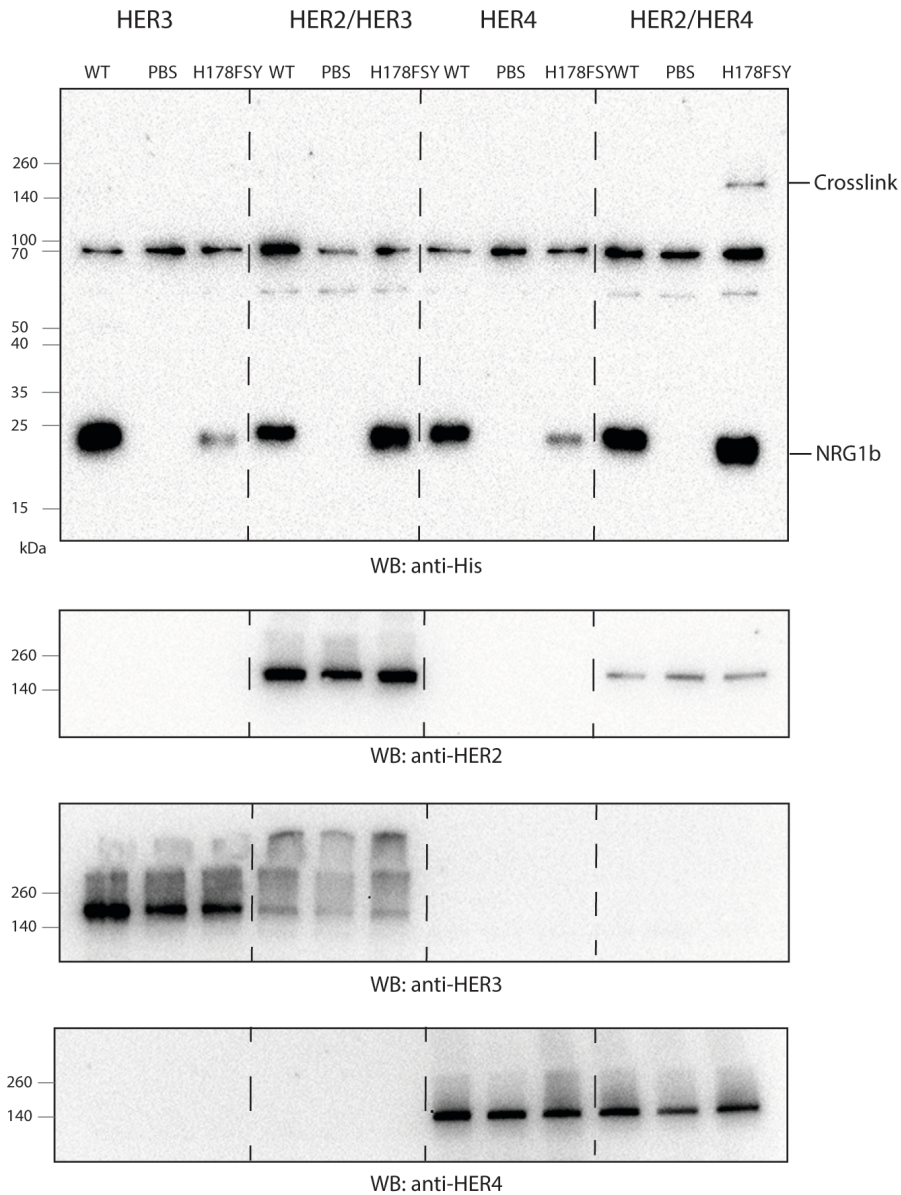 HER3 HER2/HER3 HER4 HER2/HER4
WT PBS H178FSY WT PBS H178FSY WT PBS H178FSY WT PBS H178FSY
260
Crosslink
140
100
70
50
40
35
25
NRG1b
15
kDa
WB: anti-His
260
140
WB: anti-HER2
260
140
WB: anti-HER3
260
140
WB: anti-HER4